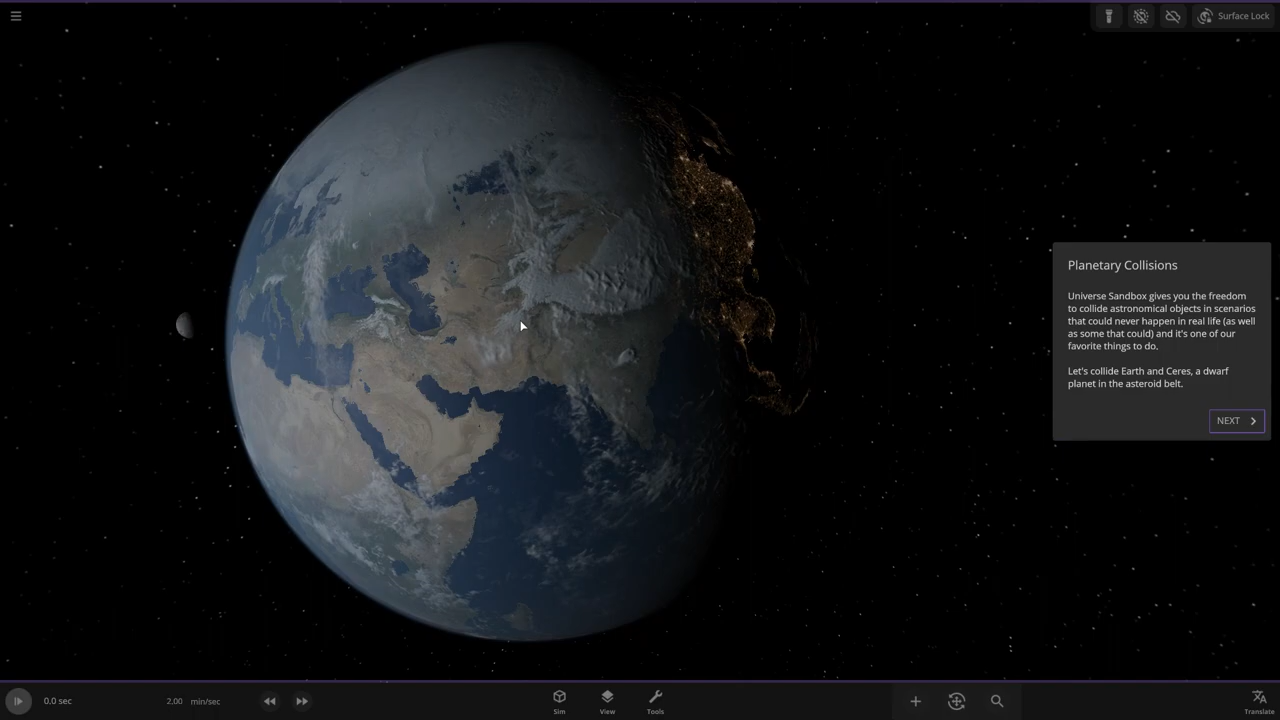 Surface Lock
Planetary Collisions
Universe Sandbox gives you the freedom
to collide astronomical objects in scenarios
that could never happen in real life (as well
as some that could) and it's one of our
favorite things to do.
Let's collide Earth and Ceres, a dwarf
planet in the asteroid belt.
NEXT
0.0 sec
2.00 min/sec
Sim
View
Tools
Translate